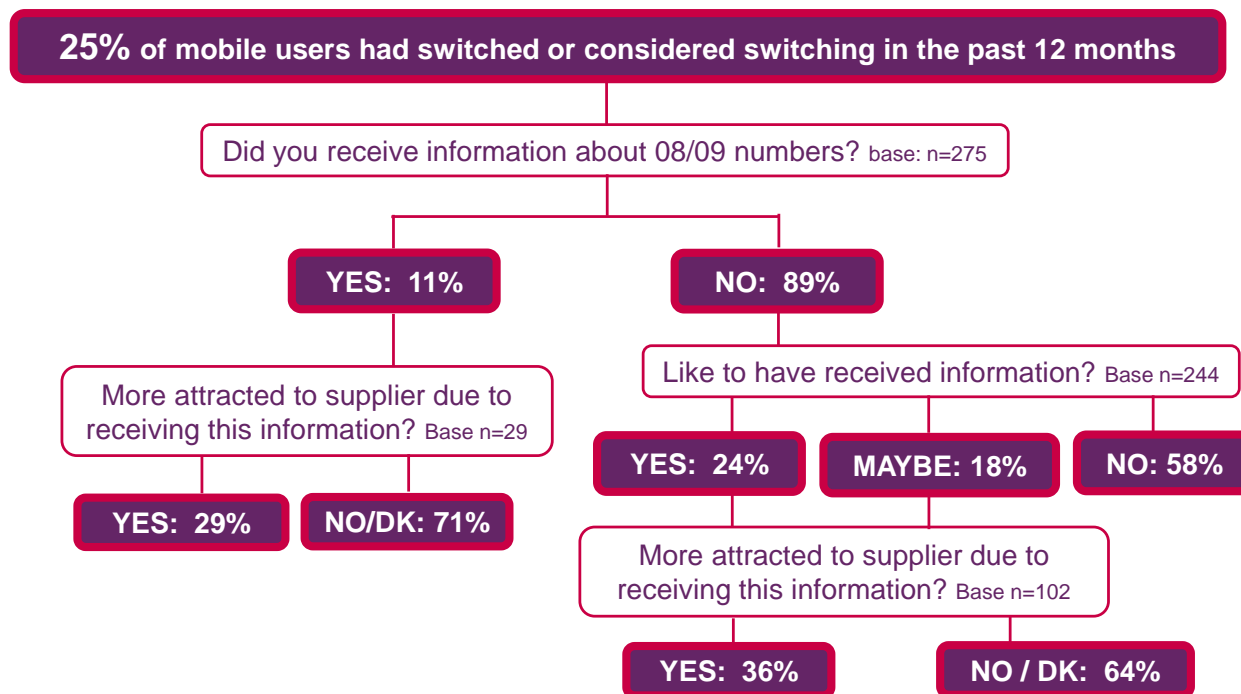 25% of mobile users had switched or considered switching in the past 12 months
Did you receive information about 08/09 numbers? base: n=275
YES: 11%
NO: 89%
More attracted to supplier due to
receiving this information? Base n=29
Like to have received information? Base n=244
YES: 24%
MAYBE: 18%
NO: 58%
YES: 29%
NO/DK: 71%
More attracted to supplier due to
receiving this information? Base n=102
YES: 36%
NO / DK: 64%